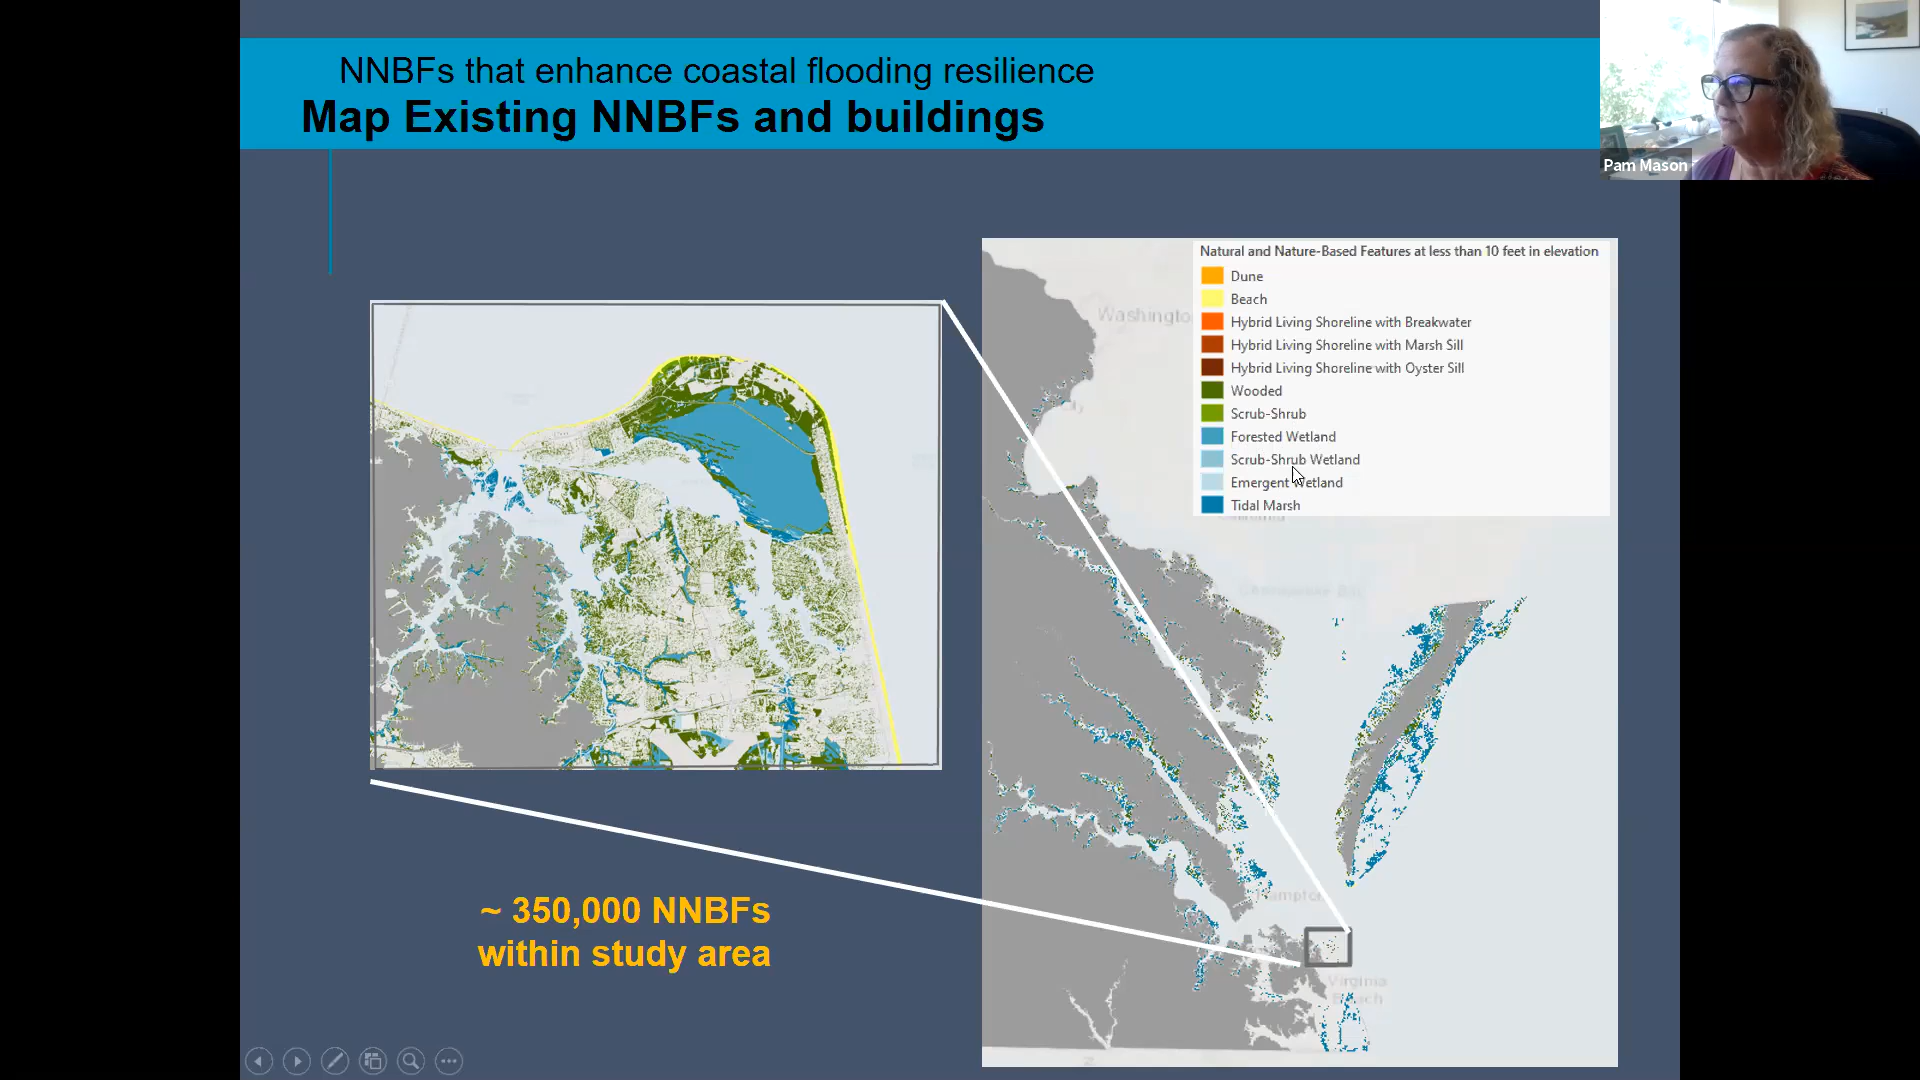 NNBFs that enhance coastal flooding resilience
Map Existing NNBFs and buildings
Pam Mason
Natural and Nature-Based Features at less than 10 feet in elevation
Dune
Beach
Hybrid Living Shoreline with Breakwater
Hybrid Living Shoreline with Marsh Sill
Hybrid Living Shoreline with Oyster Sill
Wooded
Scrub-Shrub
Forested Wetland
Scrub-Shrub Wetland
Emergent Wetland
Tidal Marsh
Washingto
Hampton
Virginia
Beach
~ 350,000 NNBFs
within study area